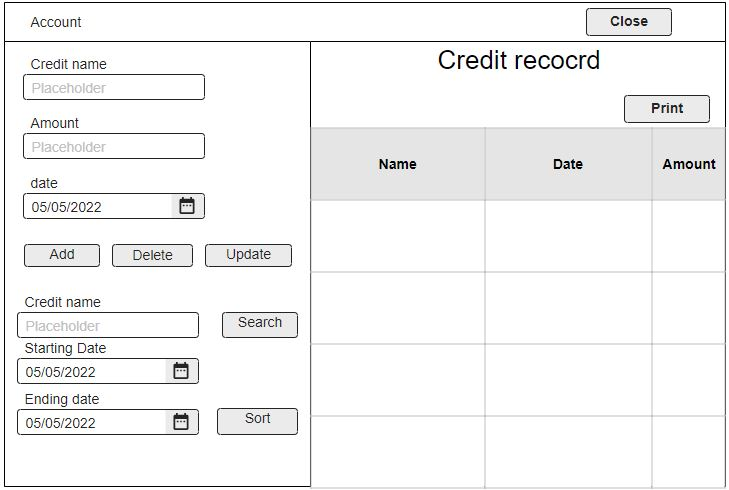 Account
Close
Credit name
Placeholder
Amount
Placeholder
date
05/05/2022
Add Delete Update
Credit name
Placeholder
Search
Starting Date
05/05/2022
Ending date
05/05/2022
Sort
Credit recocrd
Print
Name Date Amount